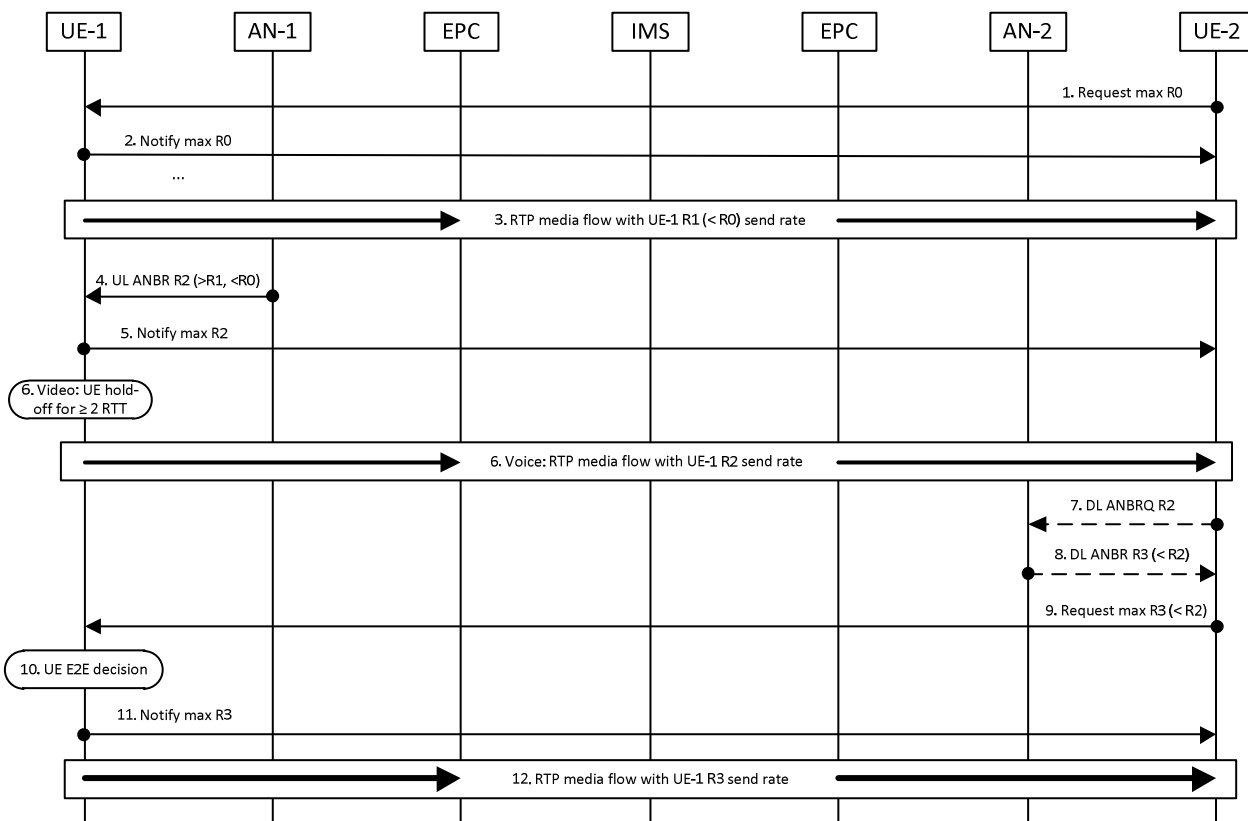 UE-1
AN-1
EPC
IMS
EPC
AN-2
UE-2
1. Request max R0
2. Notify max R0
...
3. RTP media flow with UE-1 R1 (< R0) send rate
4. UL ANBR R2 (>R1, <R0)
5. Notify max R2
6. Video: UE hold-
off for ≥ 2 RTT
6. Voice: RTP media flow with UE-1 R2 send rate
7. DL ANBRQ R2
8. DL ANBR R3 (< R2)
9. Request max R3 (< R2)
10. UE E2E decision
11. Notify max R3
12. RTP media flow with UE-1 R3 send rate